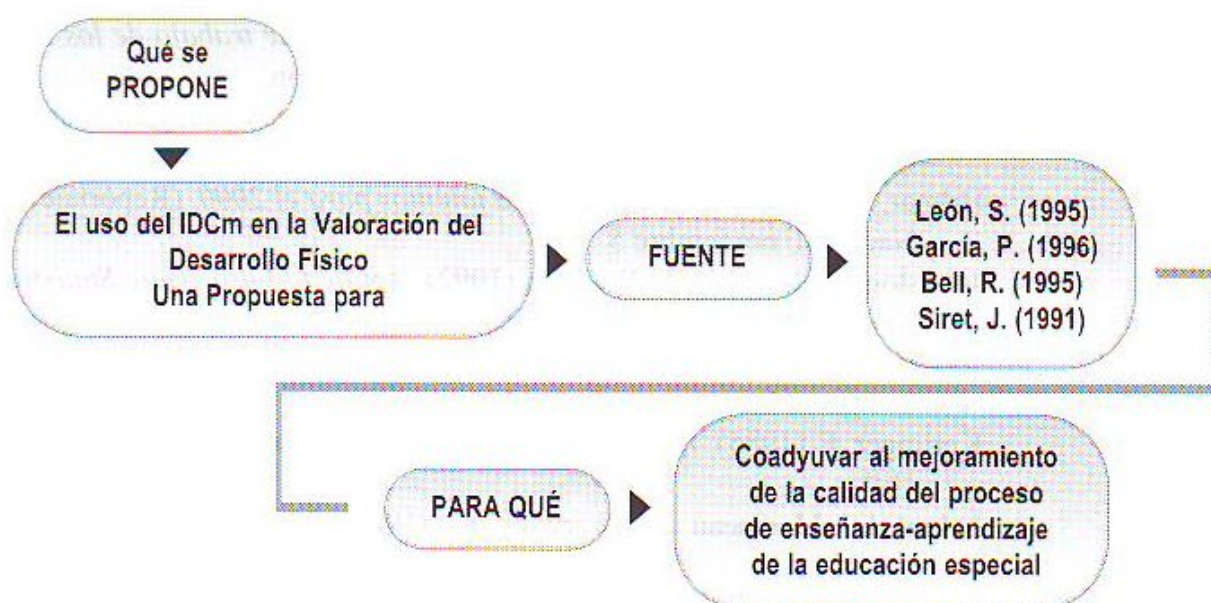 Qué se
PROPONE
El uso del IDCm en la Valoración del
Desarrollo Físico
Una Propuesta para
FUENTE
León, S. (1995)
García, P. (1996)
Bell, R. (1995)
Siret, J. (1991)
PARA QUÉ
Coadyuvar al mejoramiento
de la calidad del proceso
de enseñanza-aprendizaje
de la educación especial